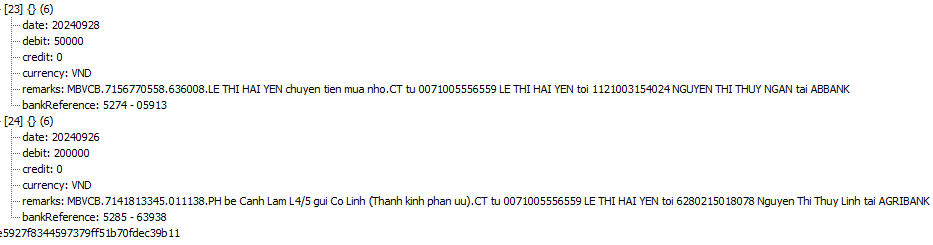 [23] {} (6)
date: 20240928
debit: 50000
credit: 0
currency: VND
remarks: MBVCB.7156770558.636008.LE THI HAI YEN chuyen tien mua nho.CT tu 0071005556559 LE THI HAI YEN toi 1121003154024 NGUYEN THI THUY NGAN tai ABBANK
bankReference: 5274 - 05913
[24] {} (6)
date: 20240926
debit: 200000
credit: 0
currency: VND
remarks: MBVCB.7141813345.011138.PH be Canh Lam L4/5 gui Co Linh (Thanh kinh phan uu).CT tu 0071005556559 LE THI HAI YEN toi 6280215018078 Nguyen Thi Thuy Linh tai AGRIBANK
bankReference: 5285 - 63938
e5927f8344597379ff51b70fdec39b11